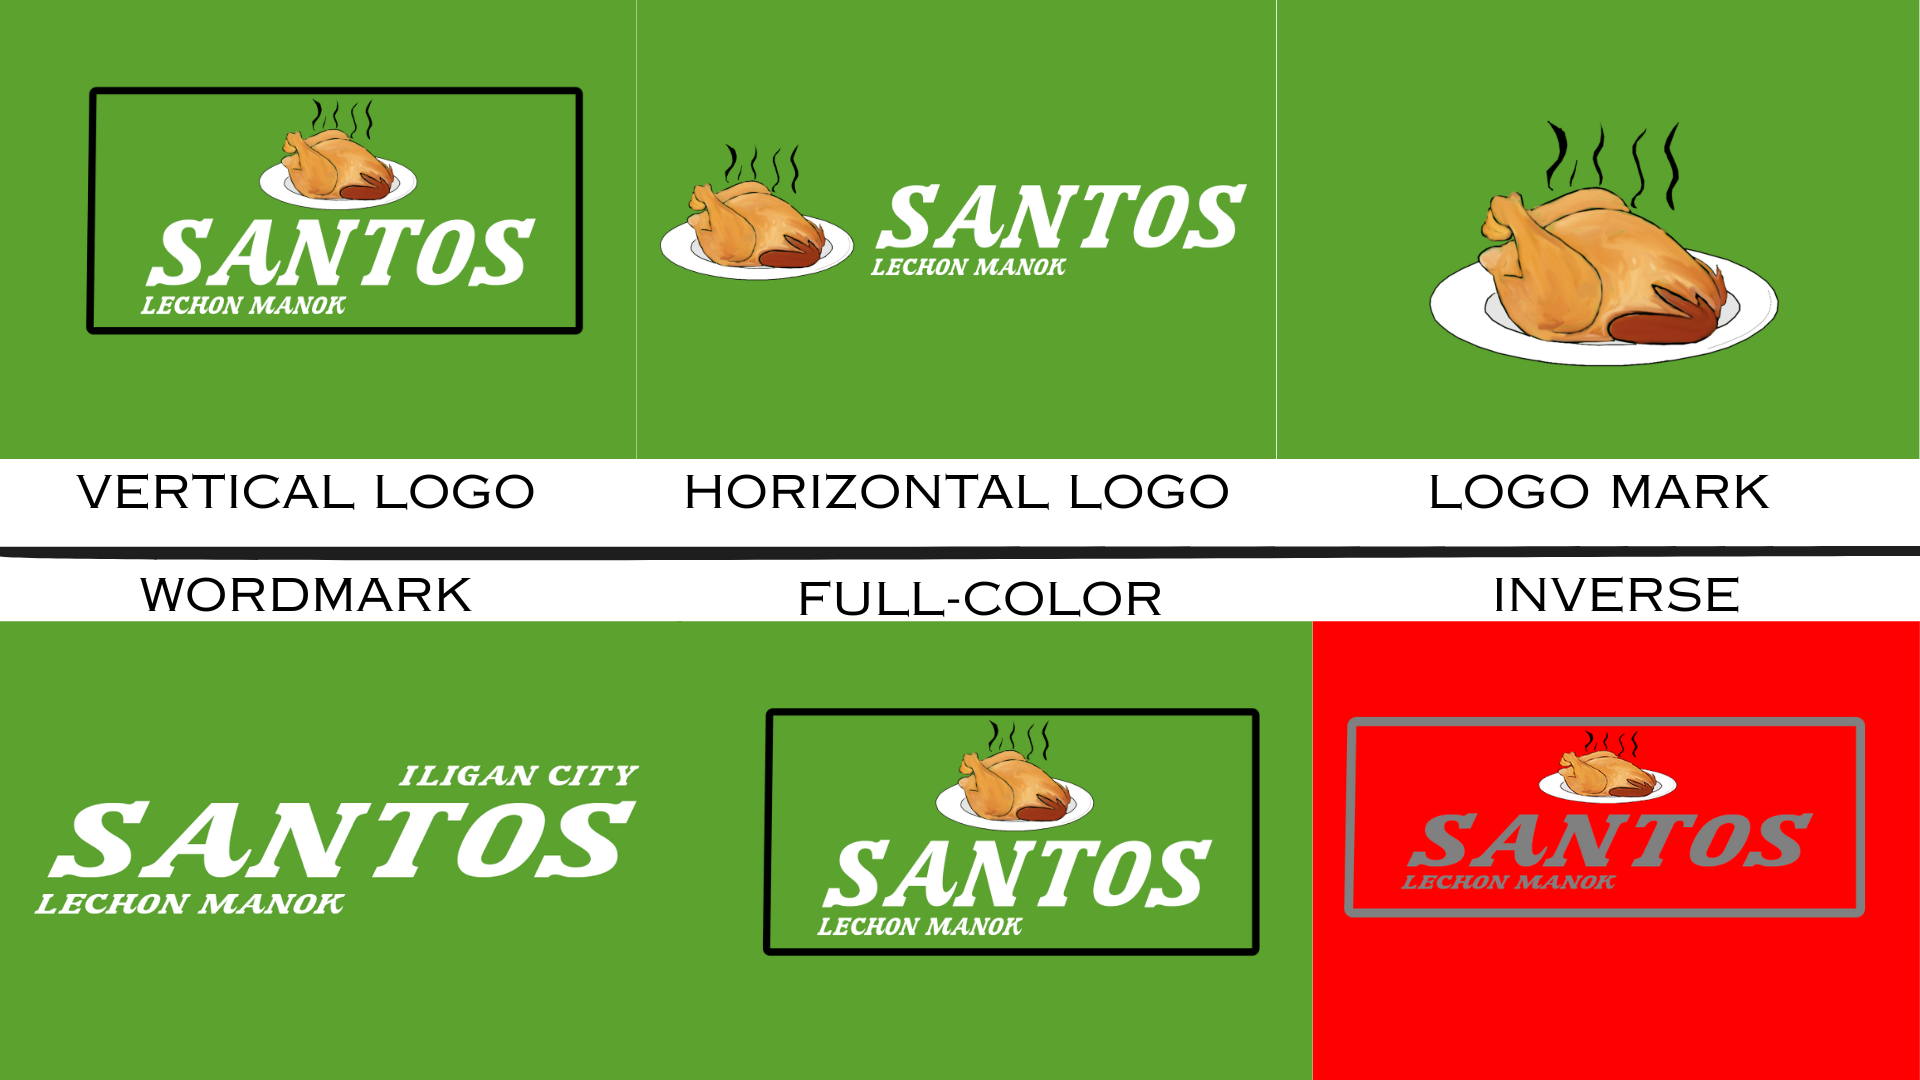 SANTOS
LECHON MANOK
SANTOS
LECHON MANOK
VERTICAL LOGO
HORIZONTAL LOGO
LOGO MARK
WORDMARK
FULL-COLOR
INVERSE
ILIGAN CITY
SANTOS
LECHON MANOK
SANTOS
LECHON MANOK
SANTOS
LECHON MANOK